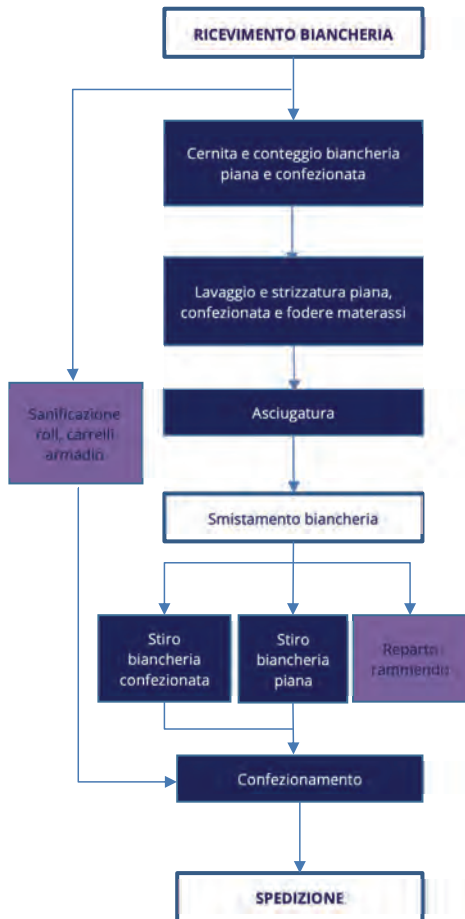 RICEVIMENTO BIANCHERIA
Cernita e conteggio biancheria
piana e confezionata
Lavaggio e strizzatura piana,
confezionata e fodere materassi
Sanificazione
roll, carrelli
armadio
Asciugatura
Smistamento biancheria
Stiro
biancheria
confezionata
Stiro
biancheria
piana
Reparto
rammendo
Confezionamento
SPEDIZIONE